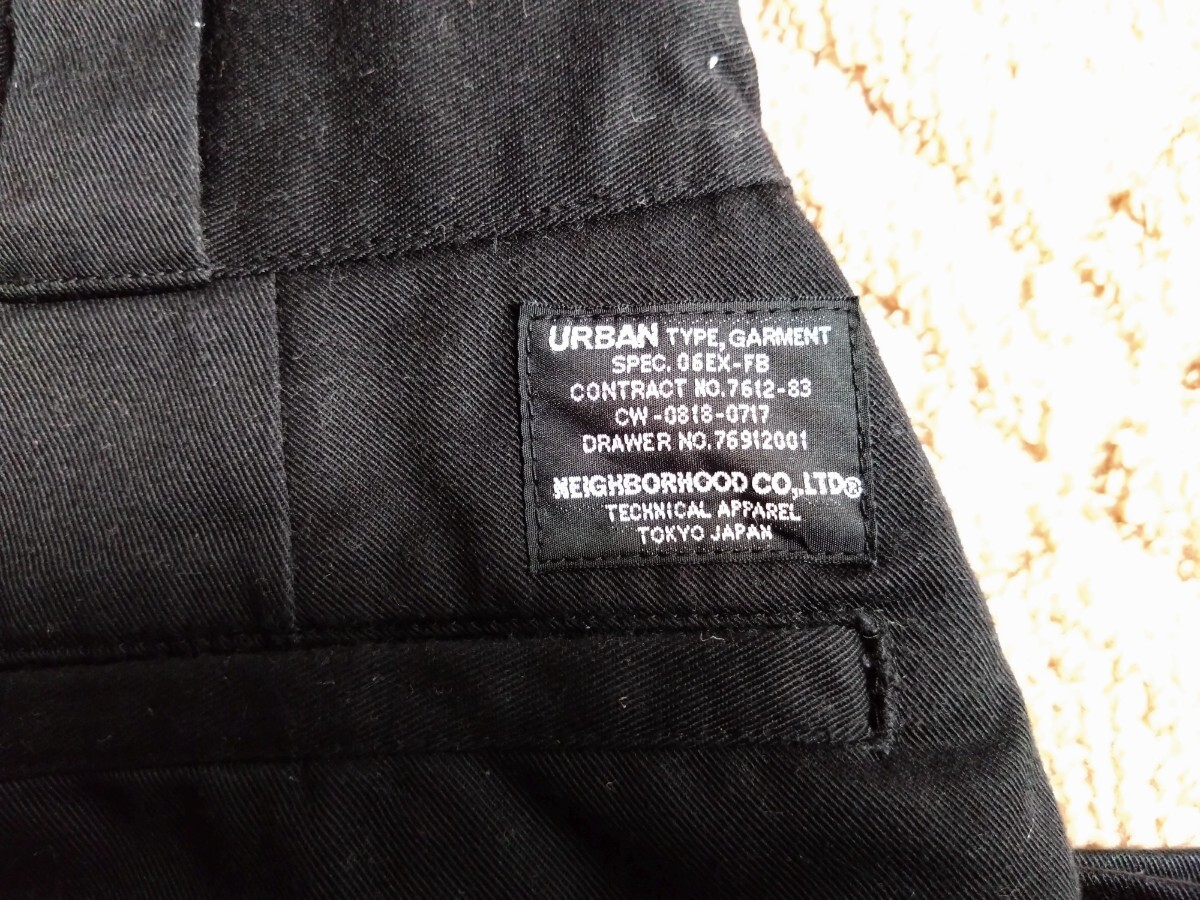 URBAN TYPE, GARMENT
SPEC. 06EX-FB
CONTRACT NO.7612-83
CW-0818-0717
DRAWER NO.76912001
NEIGHBORHOOD CO.,LTD®
TECHNICAL APPAREL
TOKYO JAPAN